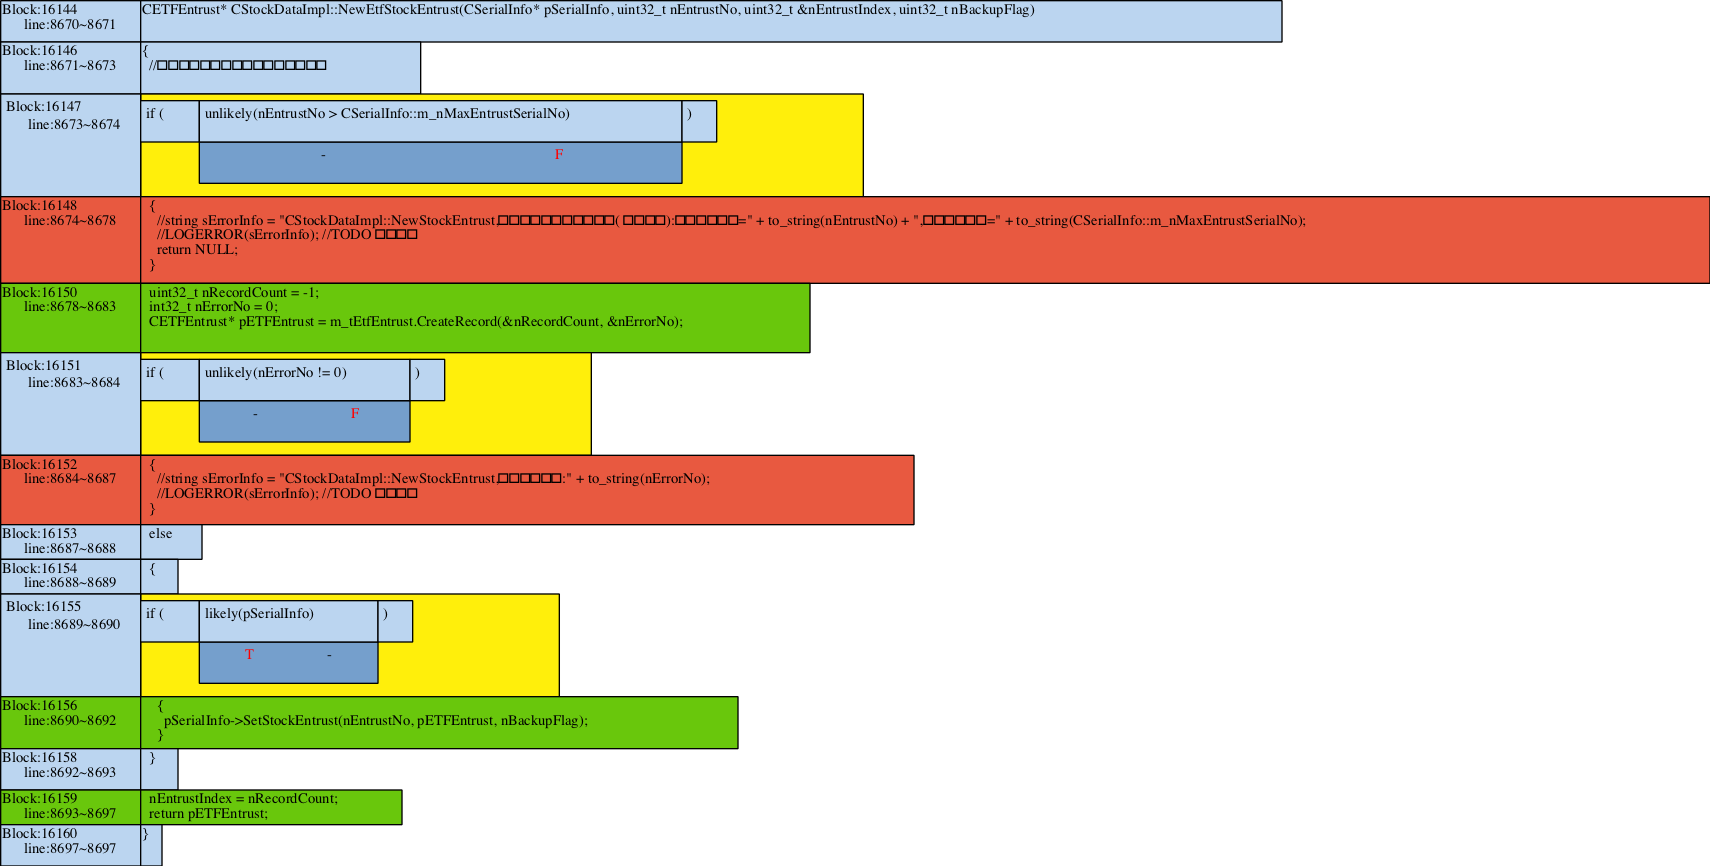 Block:16144 CETFEntrust* CStockDataImpl::NewEtfStockEntrust(CSerialInfo* pSerialInfo, uint32_t nEntrustNo, uint32_t &nEntrustIndex, uint32_t nBackupFlag)
line:8670~8671
Block:16146 {
line:8671~8673 //□□□□□□□□□□□□□□□□
Block:16147
line:8673~8674
if ( unlikely(nEntrustNo > CSerialInfo::m_nMaxEntrustSerialNo) )
- F
Block:16148 {
line:8674~8678 //string sErrorInfo = "CStockDataImpl::NewStockEntrust,□□□□□□□□□□□( □□□□):□□□□□□=" + to_string(nEntrustNo) + ",□□□□□□=" + to_string(CSerialInfo::m_nMaxEntrustSerialNo);
//LOGERROR(sErrorInfo); //TODO □□□□
return NULL;
}
Block:16150 uint32_t nRecordCount = -1;
line:8678~8683 int32_t nErrorNo = 0;
CETFEntrust* pETFEntrust = m_tEtfEntrust.CreateRecord(&nRecordCount, &nErrorNo);
Block:16151
line:8683~8684
if ( unlikely(nErrorNo != 0) )
- F
Block:16152 {
line:8684~8687 //string sErrorInfo = "CStockDataImpl::NewStockEntrust,□□□□□□:" + to_string(nErrorNo);
//LOGERROR(sErrorInfo); //TODO □□□□
}
Block:16153 else
line:8687~8688
Block:16154 {
line:8688~8689
Block:16155
line:8689~8690
if ( likely(pSerialInfo) )
T -
Block:16156 {
line:8690~8692 pSerialInfo->SetStockEntrust(nEntrustNo, pETFEntrust, nBackupFlag);
}
Block:16158 }
line:8692~8693
Block:16159 nEntrustIndex = nRecordCount;
line:8693~8697 return pETFEntrust;
Block:16160 }
line:8697~8697